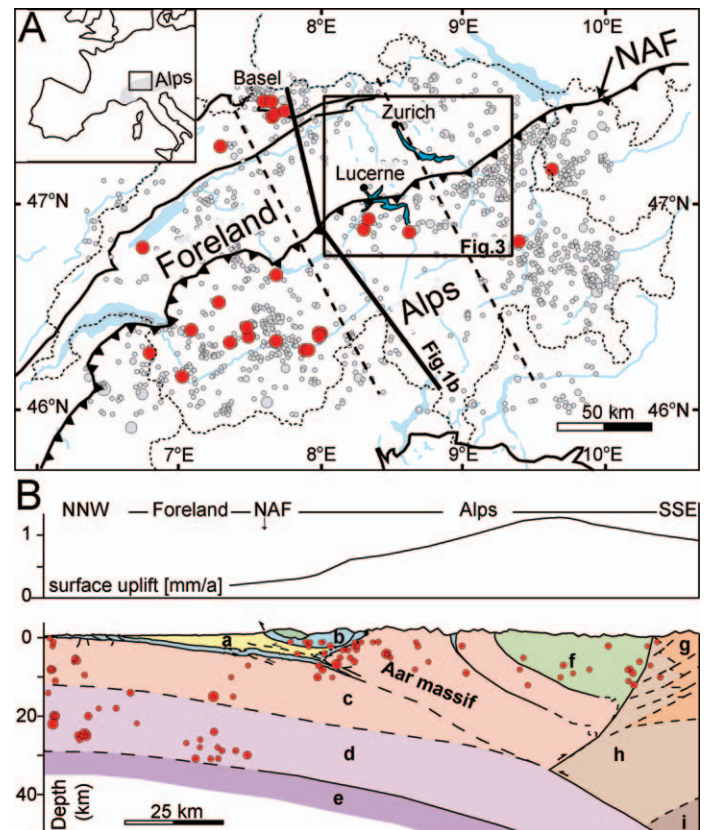 A
Alps
8°E
9°E
10°E
NAF
Basel
Zurich
Lucerne
47°N
47°N
Foreland
Fig.3
Alps
Fig.1b
46°N
46°N
50 km
7°E
8°E
9°E
10°E
B
NNW
Foreland
NAF
Alps
SSE
1
0
surface uplift [mm/a]
0
20
40
Depth
(km)
a
b
c
d
e
f
g
h
i
Aar massif
25 km